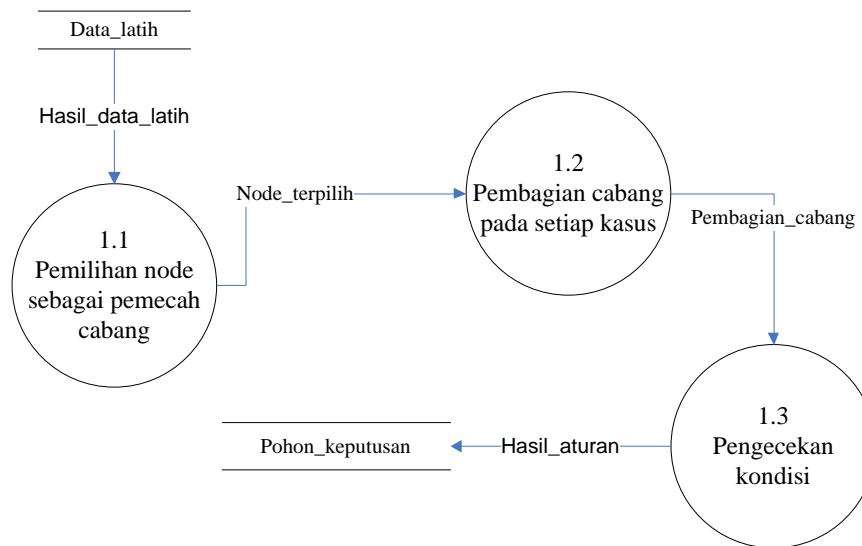 Data_latih
Hasil_data_latih
1.1
Pemilihan node
sebagai pemecah
cabang
Node_terpilih
1.2
Pembagian cabang
pada setiap kasus
Pembagian_cabang
1.3
Pengecekan
kondisi
Hasil_aturan
Pohon_keputusan